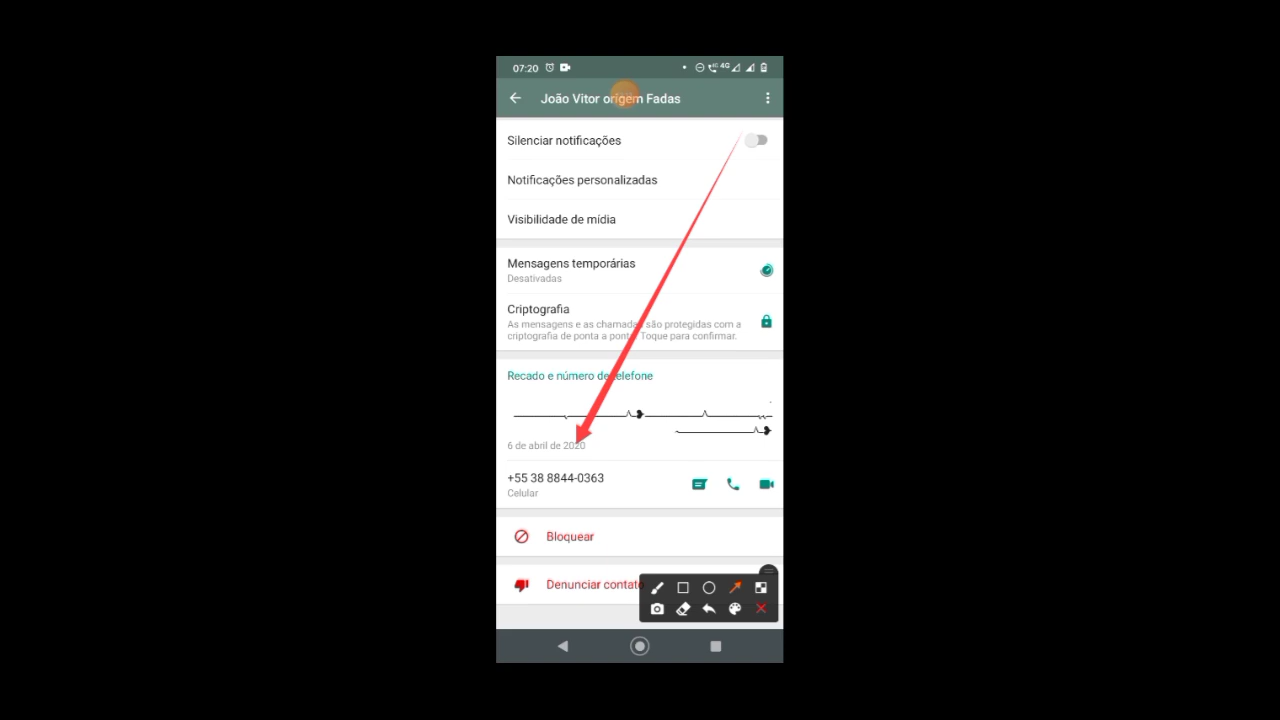 07:20
4G
João Vitor origem Fadas
Silenciar notificações
Notificações personalizadas
Visibilidade de mídia
Mensagens temporárias
Desativadas
Criptografia
As mensagens e as chamadas são protegidas com a
criptografia de ponta a ponta. Toque para confirmar.
Recado e número de telefone
6 de abril de 2020
+55 38 8844-0363
Celular
Bloquear
Denunciar contato